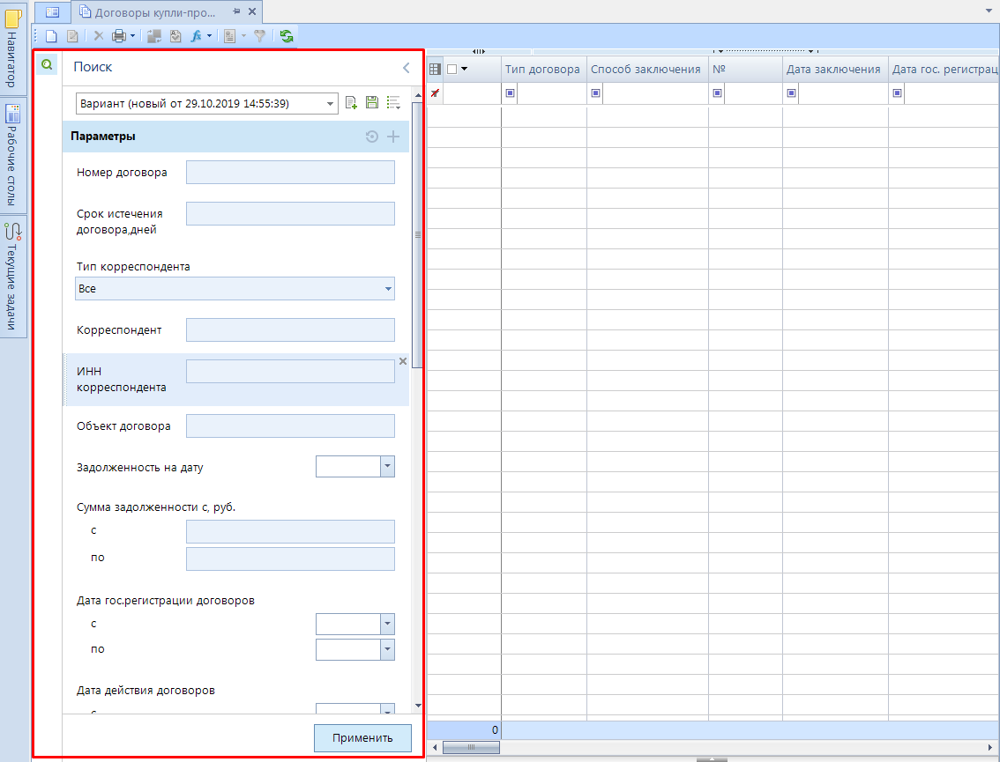 Договоры купли-про...
Навигатор
Рабочие столы
Текущие задачи
Поиск
Вариант (новый от 29.10.2019 14:55:39)
Параметры
Номер договора
Срок истечения
договора,дней
Тип корреспондента
Все
Корреспондент
ИНН
корреспондента
Объект договора
Задолженность на дату
Сумма задолженности с, руб.
с
по
Дата гос.регистрации договоров
с
по
Дата действия договоров
с
Применить
Тип договора
Способ заключения
№
Дата заключения
Дата гос. регистрац
0